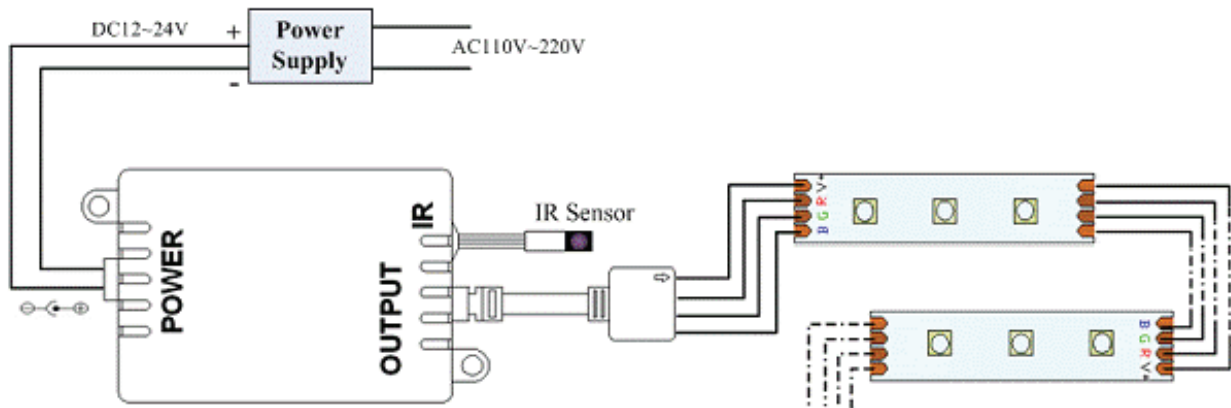 DC12~24V
+
-
Power
Supply
AC110V~220V
POWER
IR
OUTPUT
IR Sensor
V+
R
G
B
B
G
R
V+